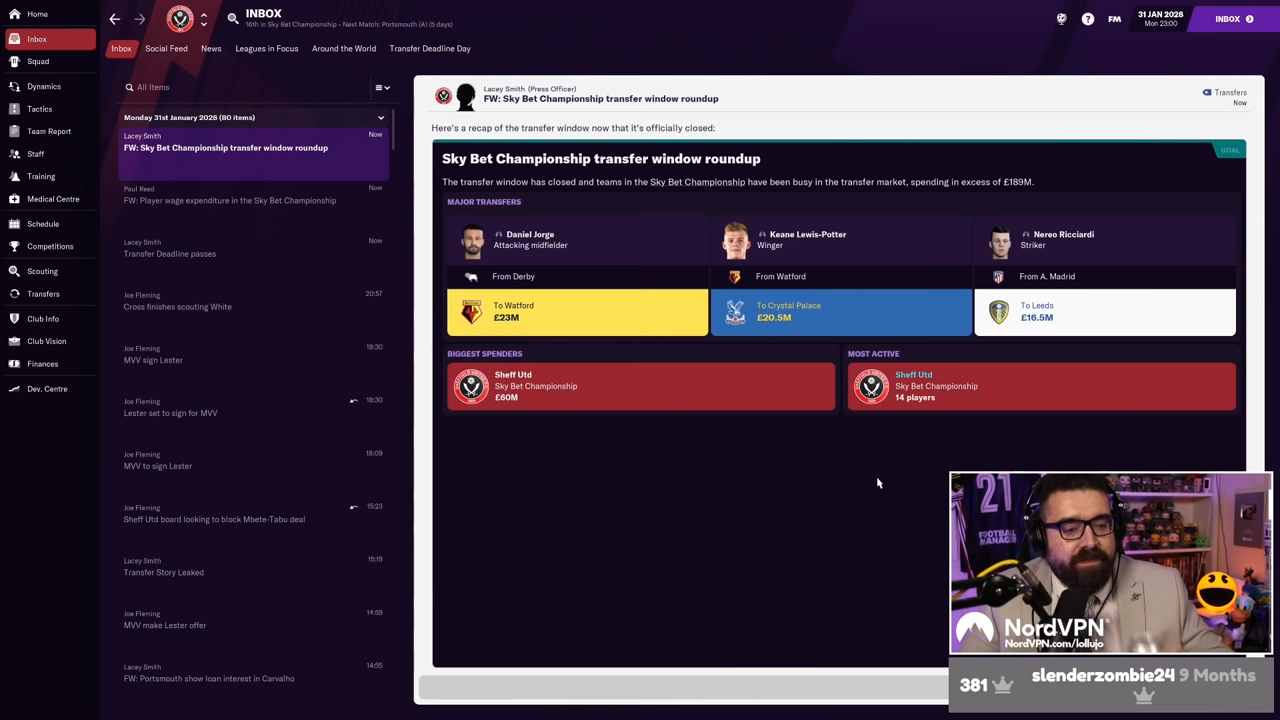 Home
Inbox
Squad
Dynamics
Tactics
Team Report
Staff
Training
Medical Centre
Schedule
Competitions
Scouting
Transfers
Club Info
Club Vision
Finances
Dev. Centre
INBOX
16th in Sky Bet Championship - Next Match: Portsmouth (A) (5 days)
FM
31 JAN 2028
Mon 23:00
INBOX
Inbox
Social Feed
News
Leagues in Focus
Around the World
Transfer Deadline Day
All Items
Monday 31st January 2028 (80 items)
Lacey Smith
Now
FW: Sky Bet Championship transfer window roundup
Paul Reed
Now
FW: Player wage expenditure in the Sky Bet Championship
Lacey Smith
Now
Transfer Deadline passes
Joe Fleming
20:57
Cross finishes scouting White
Joe Fleming
18:30
MVV sign Lester
Joe Fleming
18:30
Lester set to sign for MVV
Joe Fleming
18:09
MVV to sign Lester
Joe Fleming
15:23
Sheff Utd board looking to block Mbete-Tabu deal
Lacey Smith
15:19
Transfer Story Leaked
Joe Fleming
14:59
MVV make Lester offer
Lacey Smith
14:55
FW: Portsmouth show loan interest in Carvalho
Lacey Smith (Press Officer)
FW: Sky Bet Championship transfer window roundup
Transfers
Now
Here's a recap of the transfer window now that it's officially closed:
GOAL
Sky Bet Championship transfer window roundup
The transfer window has closed and teams in the Sky Bet Championship have been busy in the transfer market, spending in excess of £189M.
MAJOR TRANSFERS
Daniel Jorge
Attacking midfielder
From Derby
To Watford
£23M
Keane Lewis-Potter
Winger
From Watford
To Crystal Palace
£20.5M
Nereo Ricciardi
Striker
From A. Madrid
To Leeds
£16.5M
BIGGEST SPENDERS
Sheff Utd
Sky Bet Championship
£60M
MOST ACTIVE
Sheff Utd
Sky Bet Championship
14 players
21
FOOTBALL
MANAGER
NordVPN®
NordVPN.com/lollujo
381
slenderzombie24 9 Months